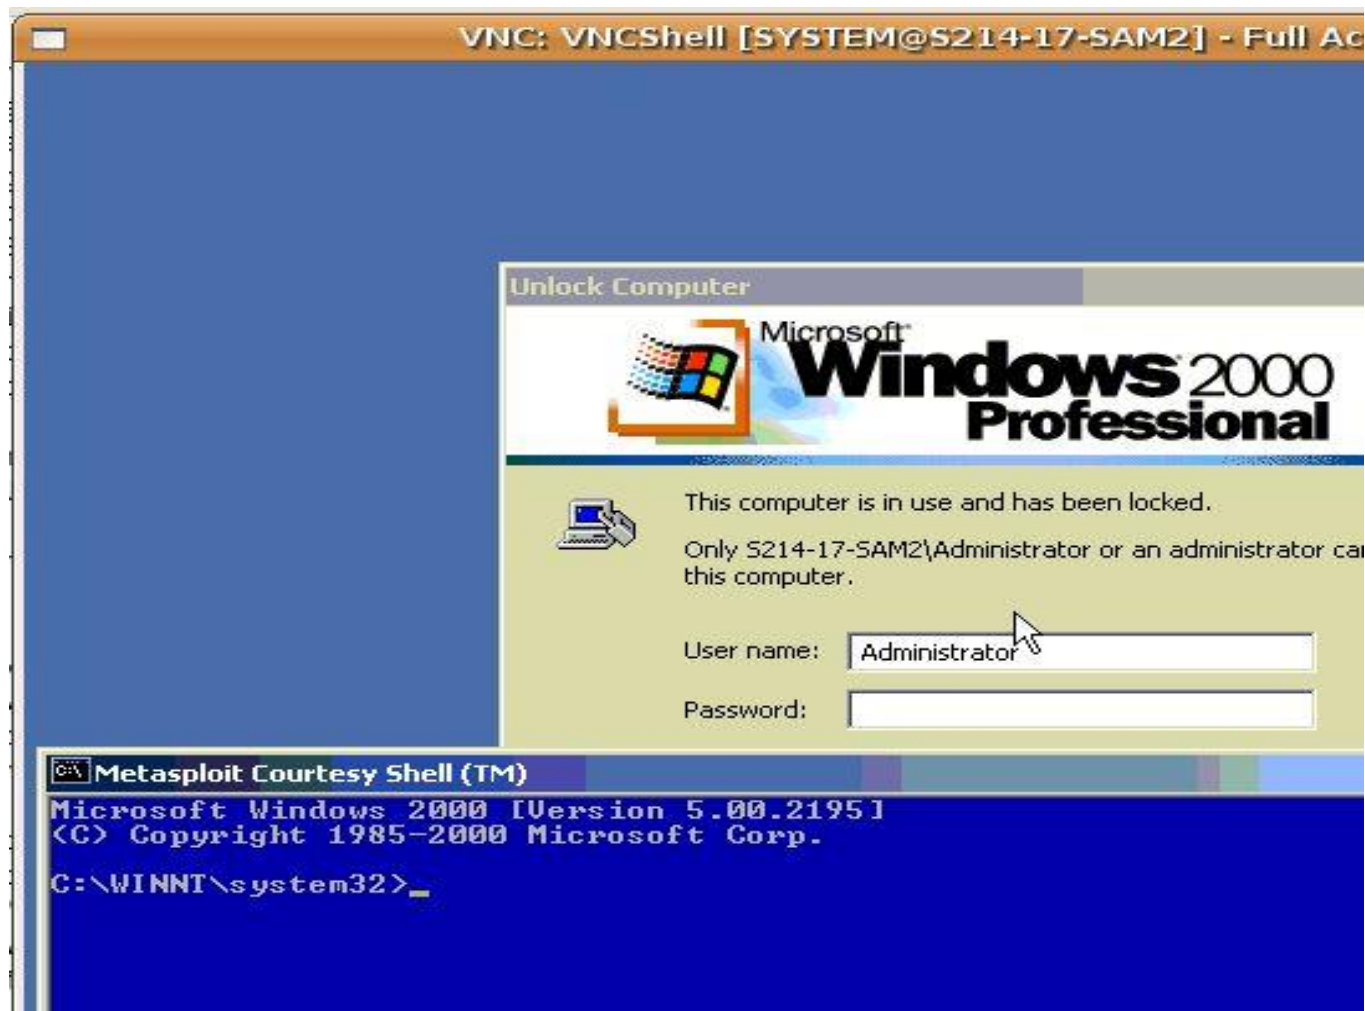 VNC: VNCShell [SYSTEM@S214-17-SAM2] - Full Ac
Unlock Computer
Microsoft
Windows 2000
Professional
This computer is in use and has been locked.
Only S214-17-SAM2\Administrator or an administrator can
this computer.
User name: Administrator
Password:
Metasploit Courtesy Shell (TM)
Microsoft Windows 2000 [Version 5.00.2195]
(C) Copyright 1985-2000 Microsoft Corp.
C:\WINNT\system32>_